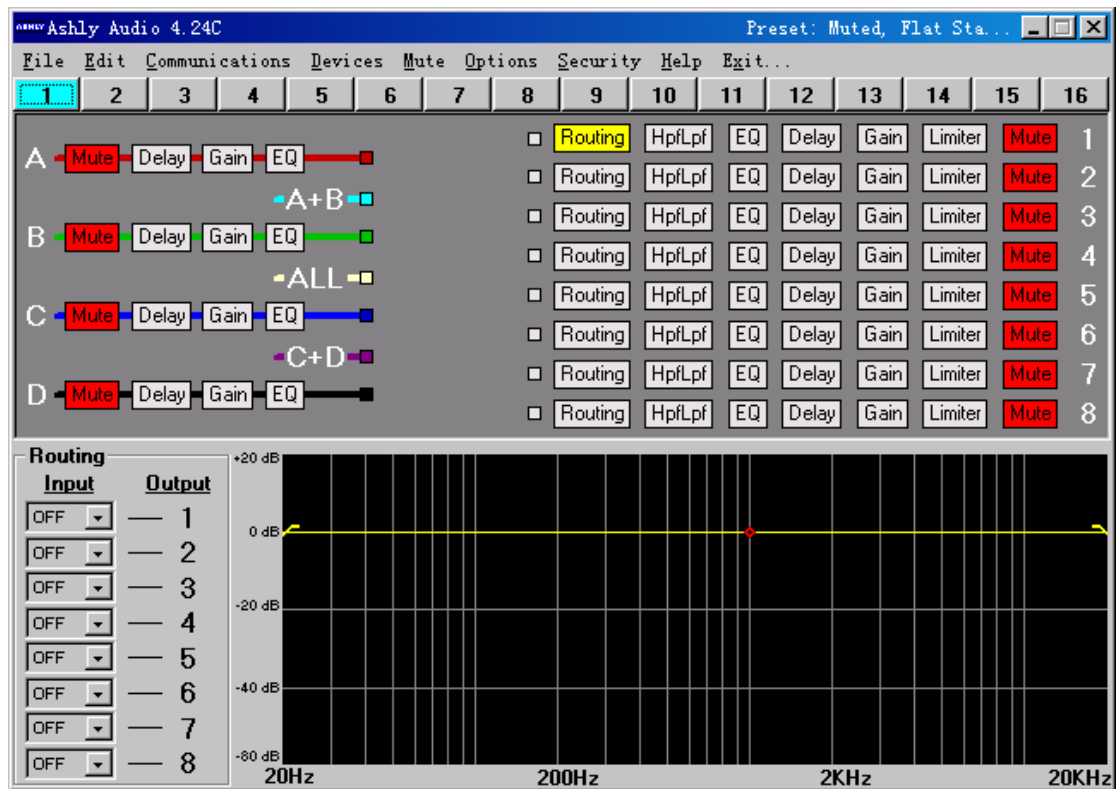 ASHLY Ashly Audio 4.24C Preset: Muted, Flat Sta...
File Edit Communications Devices Mute Options Security Help Exit...
1 2 3 4 5 6 7 8 9 10 11 12 13 14 15 16
Routing HpfLpf EQ Delay Gain Limiter Mute 1
A Mute Delay Gain EQ
Routing HpfLpf EQ Delay Gain Limiter Mute 2
A+B
Routing HpfLpf EQ Delay Gain Limiter Mute 3
B Mute Delay Gain EQ
Routing HpfLpf EQ Delay Gain Limiter Mute 4
ALL
Routing HpfLpf EQ Delay Gain Limiter Mute 5
C Mute Delay Gain EQ
Routing HpfLpf EQ Delay Gain Limiter Mute 6
C+D
Routing HpfLpf EQ Delay Gain Limiter Mute 7
D Mute Delay Gain EQ
Routing HpfLpf EQ Delay Gain Limiter Mute 8
Routing
Input Output
OFF 1
OFF 2
OFF 3
OFF 4
OFF 5
OFF 6
OFF 7
OFF 8
+20 dB
0 dB
-20 dB
-40 dB
-80 dB
20Hz 200Hz 2KHz 20KHz